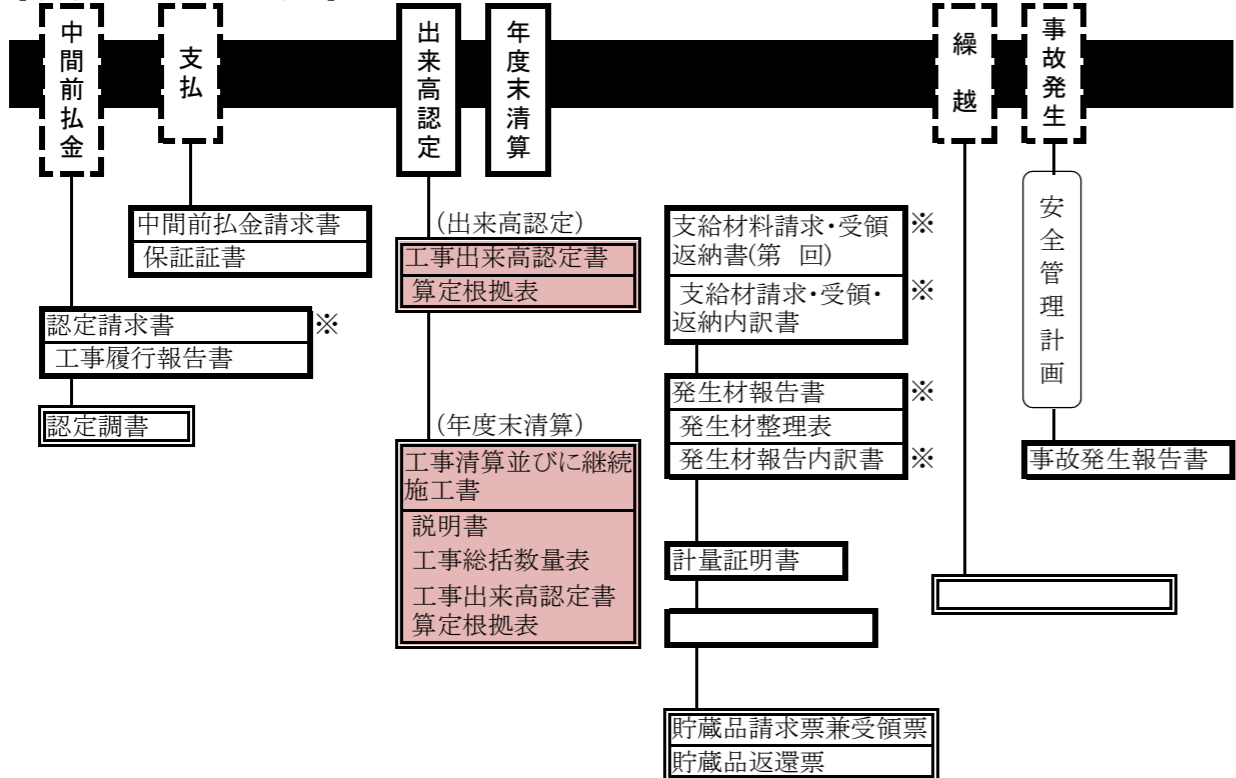 中間前払金
支払
出来高認定
年度末清算
繰越
事故発生
中間前払金請求書
保証証書
認定請求書 ※
工事履行報告書
認定調書
(出来高認定)
工事出来高認定書
算定根拠表
(年度末清算)
工事清算並びに継続
施工書
説明書
工事総括数量表
工事出来高認定書
算定根拠表
支給材料請求・受領 ※
返納書(第 回)
支給材請求・受領・ ※
返納内訳書
発生材報告書 ※
発生材整理表
発生材報告内訳書 ※
計量証明書
貯蔵品請求票兼受領票
貯蔵品返還票
安全管理計画
事故発生報告書